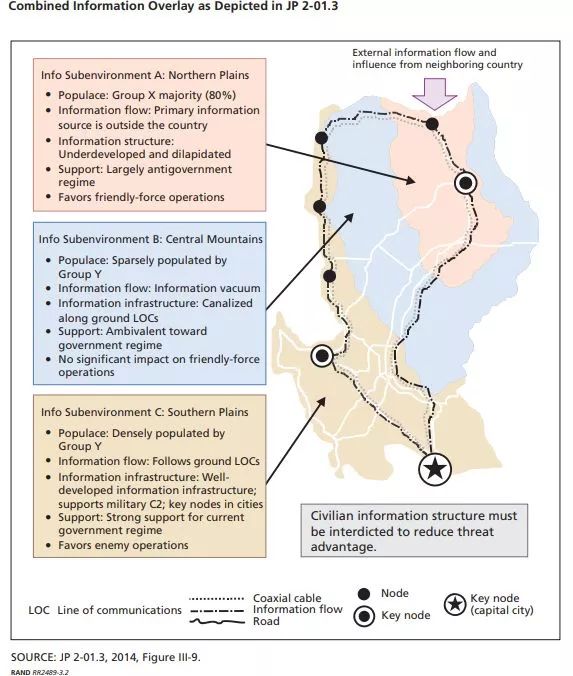 Combined Information Overlay as Depicted in JP 2-01.3
External information flow and
influence from neighboring country
Info Subenvironment A: Northern Plains
• Populace: Group X majority (80%)
• Information flow: Primary information
source is outside the country
• Information structure:
Underdeveloped and dilapidated
• Support: Largely antigovernment
regime
• Favors friendly-force operations
Info Subenvironment B: Central Mountains
• Populace: Sparsely populated by
Group Y
• Information flow: Information vacuum
• Information infrastructure: Canalized
along ground LOCs
• Support: Ambivalent toward
government regime
• No significant impact on friendly-force
operations
Info Subenvironment C: Southern Plains
• Populace: Densely populated by
Group Y
• Information flow: Follows ground LOCs
• Information infrastructure: Well-
developed information infrastructure;
supports military C2; key nodes in cities
• Support: Strong support for current
government regime
• Favors enemy operations
Civilian information structure must
be interdicted to reduce threat
advantage.
LOC Line of communications
Coaxial cable
Information flow
Road
Node
Key node
Key node
(capital city)
SOURCE: JP 2-01.3, 2014, Figure III-9.
RAND RR2489-3.2